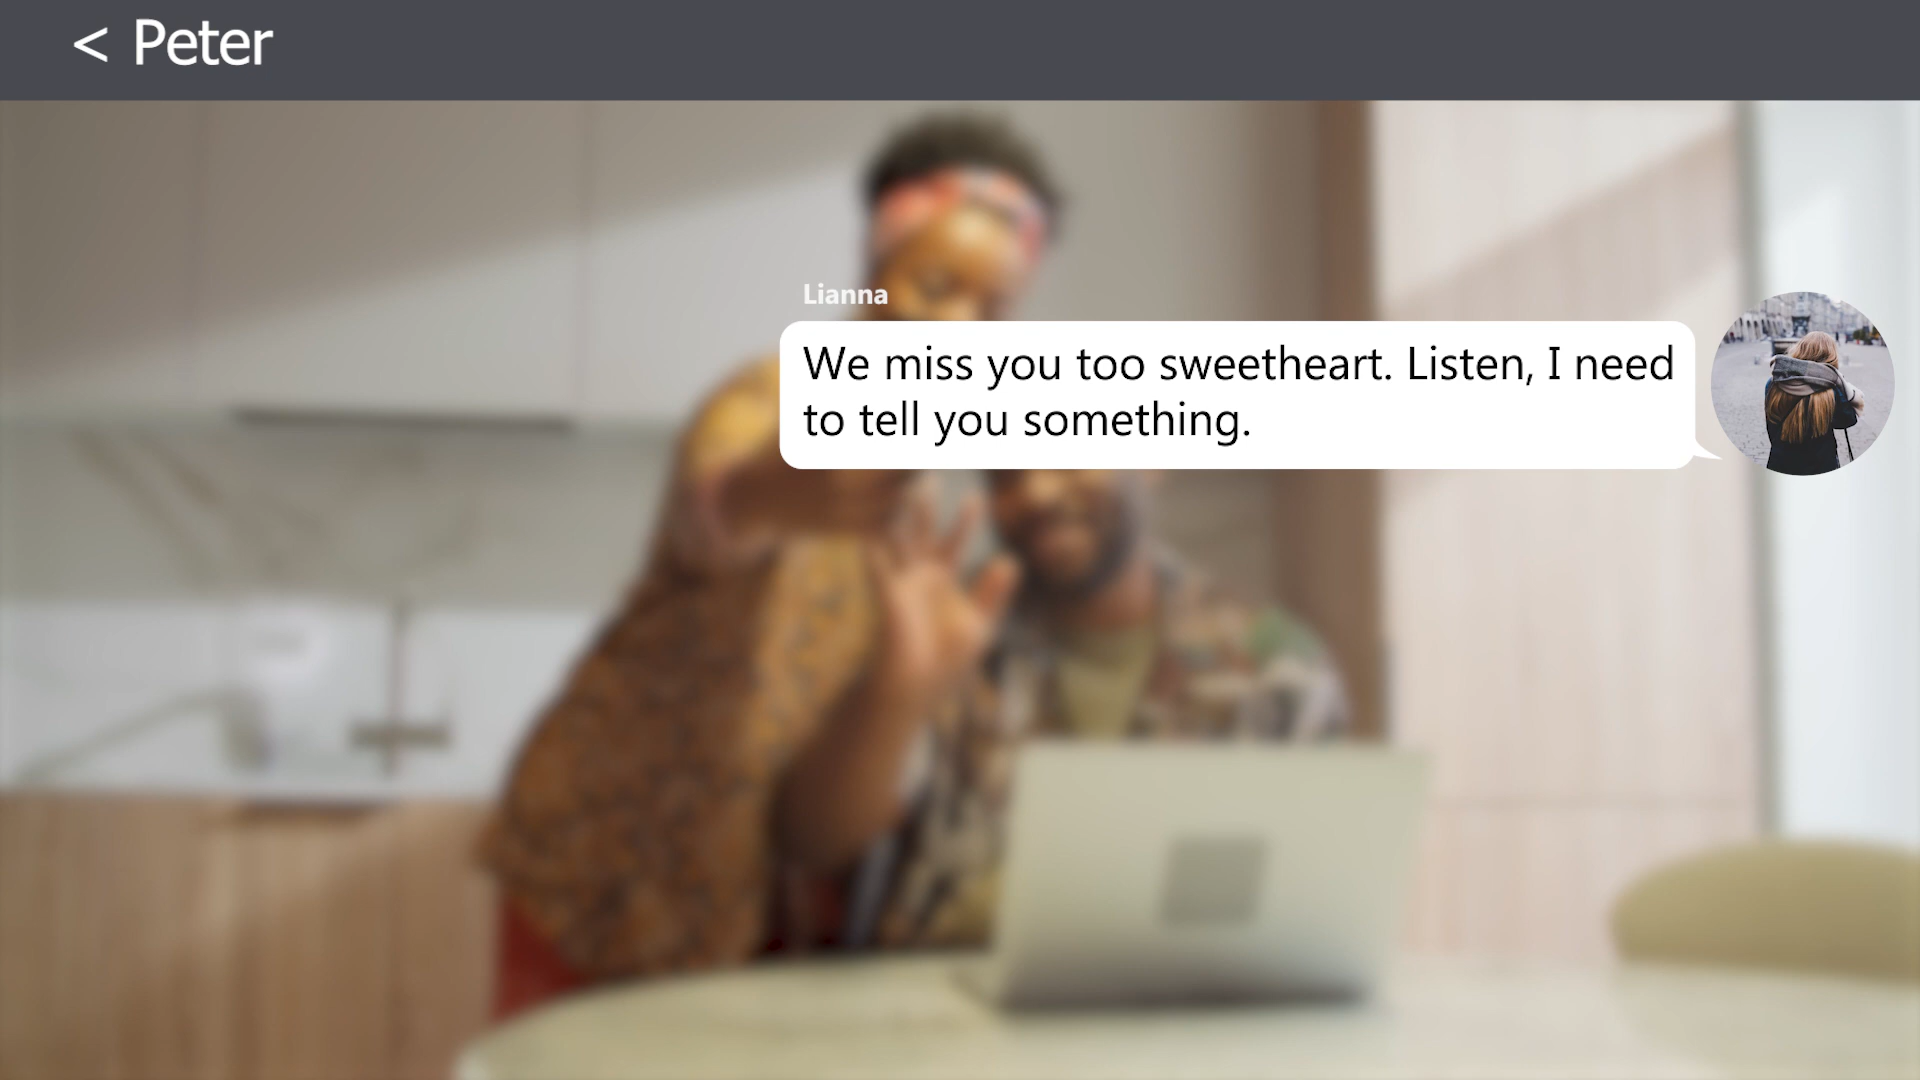 < Peter
Lianna
We miss you too sweetheart. Listen, I need
to tell you something.